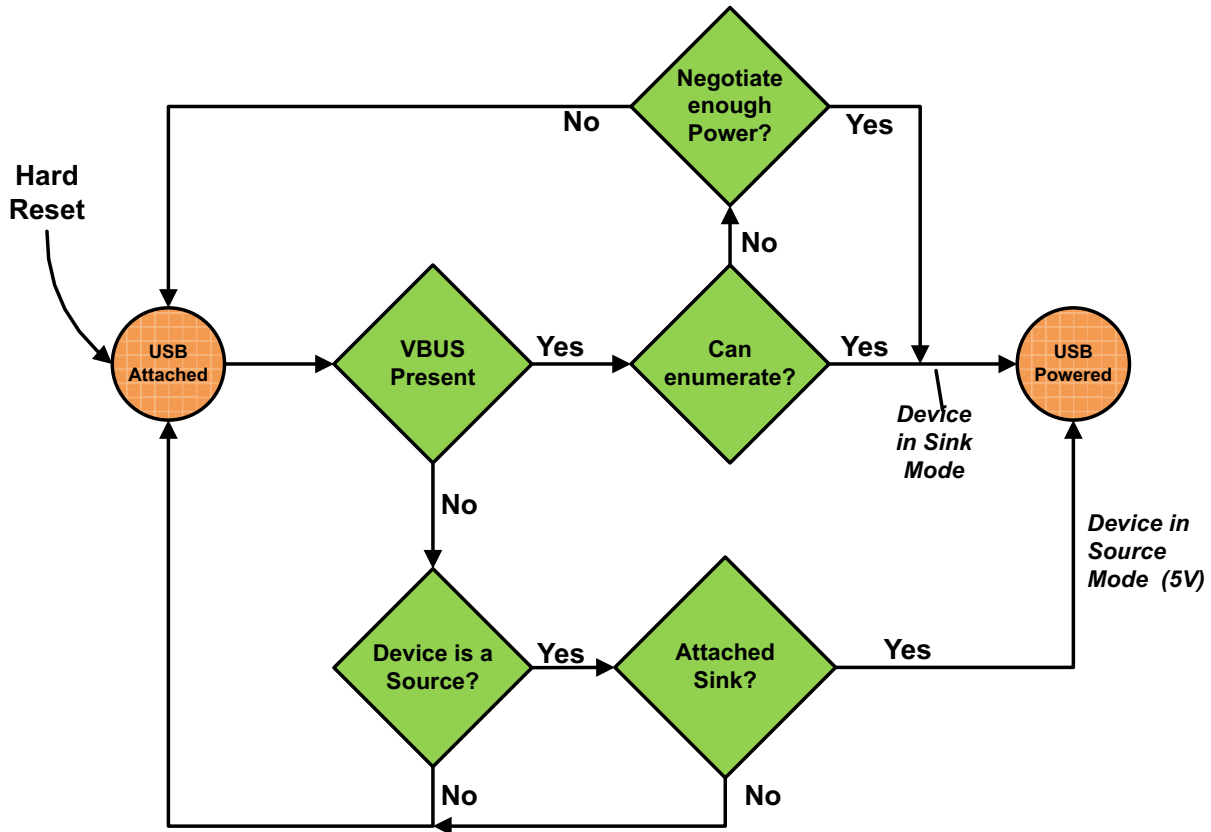 Negotiate
enough
Power?
No
Yes
Hard
Reset
No
USB
Attached
VBUS
Present
Yes
Can
enumerate?
Yes
USB
Powered
Device
in Sink
Mode
No
Device in
Source
Mode (5V)
Device is a
Source?
Yes
Attached
Sink?
Yes
No
No